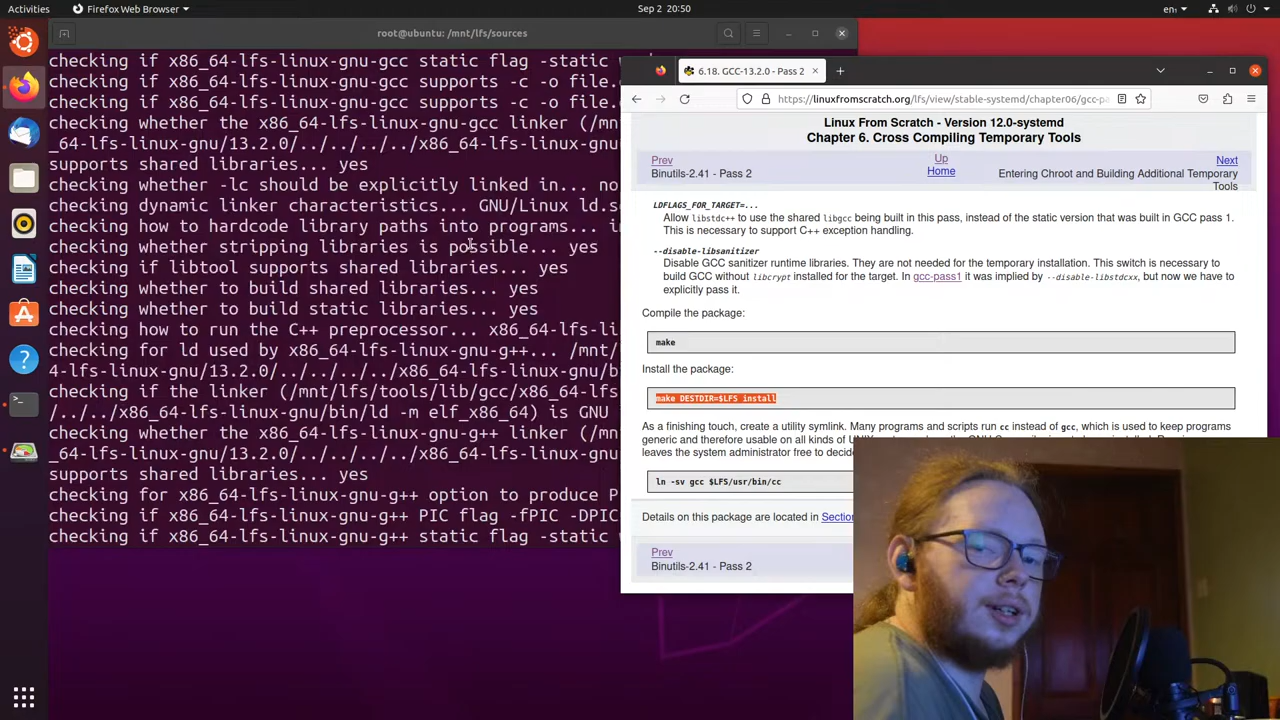 Activities
Firefox Web Browser
Sep 2 20:50
en
root@ubuntu: /mnt/lfs/sources
checking if x86_64-lfs-linux-gnu-gcc static flag -static
checking if x86_64-lfs-linux-gnu-gcc supports -c -o file.
checking if x86_64-lfs-linux-gnu-gcc supports -c -o file.
checking whether the x86_64-lfs-linux-gnu-gcc linker (/mn
_64-lfs-linux-gnu/13.2.0/../../../../x86_64-lfs-linux-gnu
supports shared libraries... yes
checking whether -lc should be explicitly linked in... no
checking dynamic linker characteristics... GNU/Linux ld.s
checking how to hardcode library paths into programs... i
checking whether stripping libraries is possible... yes
checking if libtool supports shared libraries... yes
checking whether to build shared libraries... yes
checking whether to build static libraries... yes
checking how to run the C++ preprocessor... x86_64-lfs-li
checking for ld used by x86_64-lfs-linux-gnu-g++... /mnt/
4-lfs-linux-gnu/13.2.0/../../../../x86_64-lfs-linux-gnu/b
checking if the linker (/mnt/lfs/tools/lib/gcc/x86_64-lfs
/../../x86_64-lfs-linux-gnu/bin/ld -m elf_x86_64) is GNU
checking whether the x86_64-lfs-linux-gnu-g++ linker (/mn
_64-lfs-linux-gnu/13.2.0/../../../../x86_64-lfs-linux-gnu
supports shared libraries... yes
checking for x86_64-lfs-linux-gnu-g++ option to produce P
checking if x86_64-lfs-linux-gnu-g++ PIC flag -fPIC -DPIC
checking if x86_64-lfs-linux-gnu-g++ static flag -static
6.18. GCC-13.2.0 - Pass 2
https://linuxfromscratch.org/lfs/view/stable-systemd/chapter06/gcc-pa
Linux From Scratch - Version 12.0-systemd
Chapter 6. Cross Compiling Temporary Tools
Prev
Binutils-2.41 - Pass 2
Up
Home
Next
Entering Chroot and Building Additional Temporary
Tools
LDFLAGS_FOR_TARGET=...
Allow libstdc++ to use the shared libgcc being built in this pass, instead of the static version that was built in GCC pass 1.
This is necessary to support C++ exception handling.
--disable-libsanitizer
Disable GCC sanitizer runtime libraries. They are not needed for the temporary installation. This switch is necessary to
build GCC without libcrypt installed for the target. In gcc-pass1 it was implied by --disable-libstdcxx, but now we have to
explicitly pass it.
Compile the package:
make
Install the package:
make DESTDIR=$LFS install
As a finishing touch, create a utility symlink. Many programs and scripts run cc instead of gcc, which is used to keep programs
generic and therefore usable on all kinds of
leaves the system administrator free to decid
ln -sv gcc $LFS/usr/bin/cc
Details on this package are located in Section
Prev
Binutils-2.41 - Pass 2